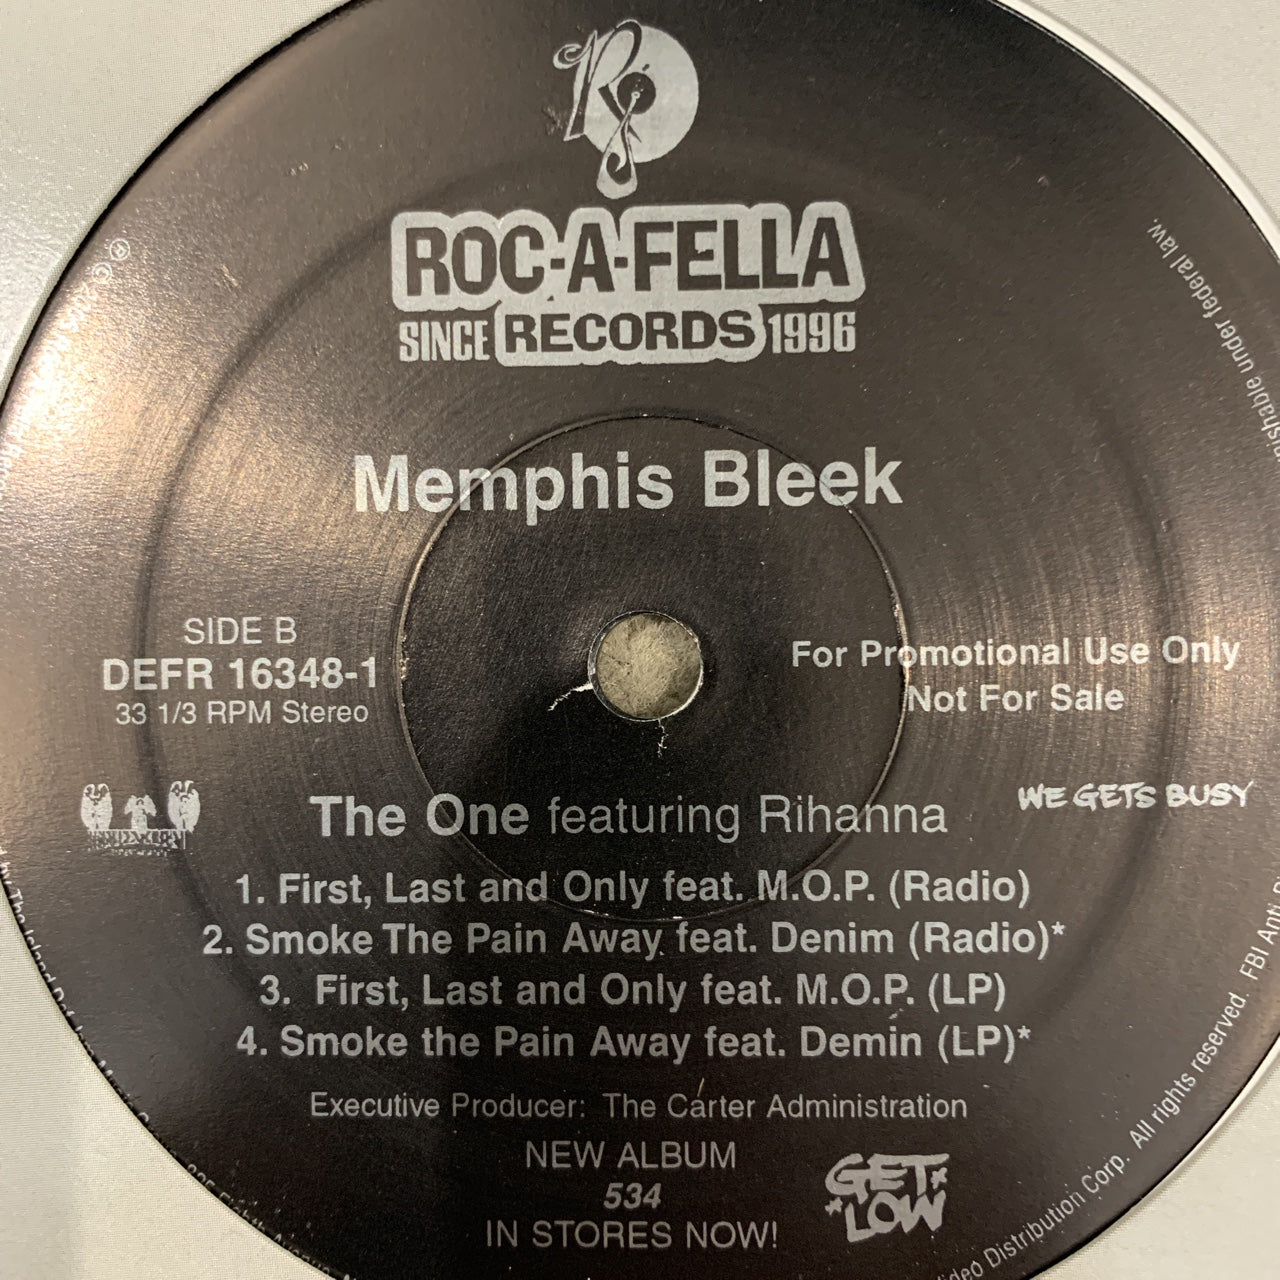 ROC-A-FELLA
SINCE RECORDS 1996
Memphis Bleek
SIDE B
DEFR 16348-1
33 1/3 RPM Stereo
For Promotional Use Only
Not For Sale
WE GETS BUSY
The One featuring Rihanna
1. First, Last and Only feat. M.O.P. (Radio)
2. Smoke The Pain Away feat. Denim (Radio)*
3. First, Last and Only feat. M.O.P. (LP)
4. Smoke the Pain Away feat. Demin (LP)*
Executive Producer: The Carter Administration
NEW ALBUM
534
IN STORES NOW!
GET LOW
Distribution Corp. All rights reserved. FBI Anti
under federal law.